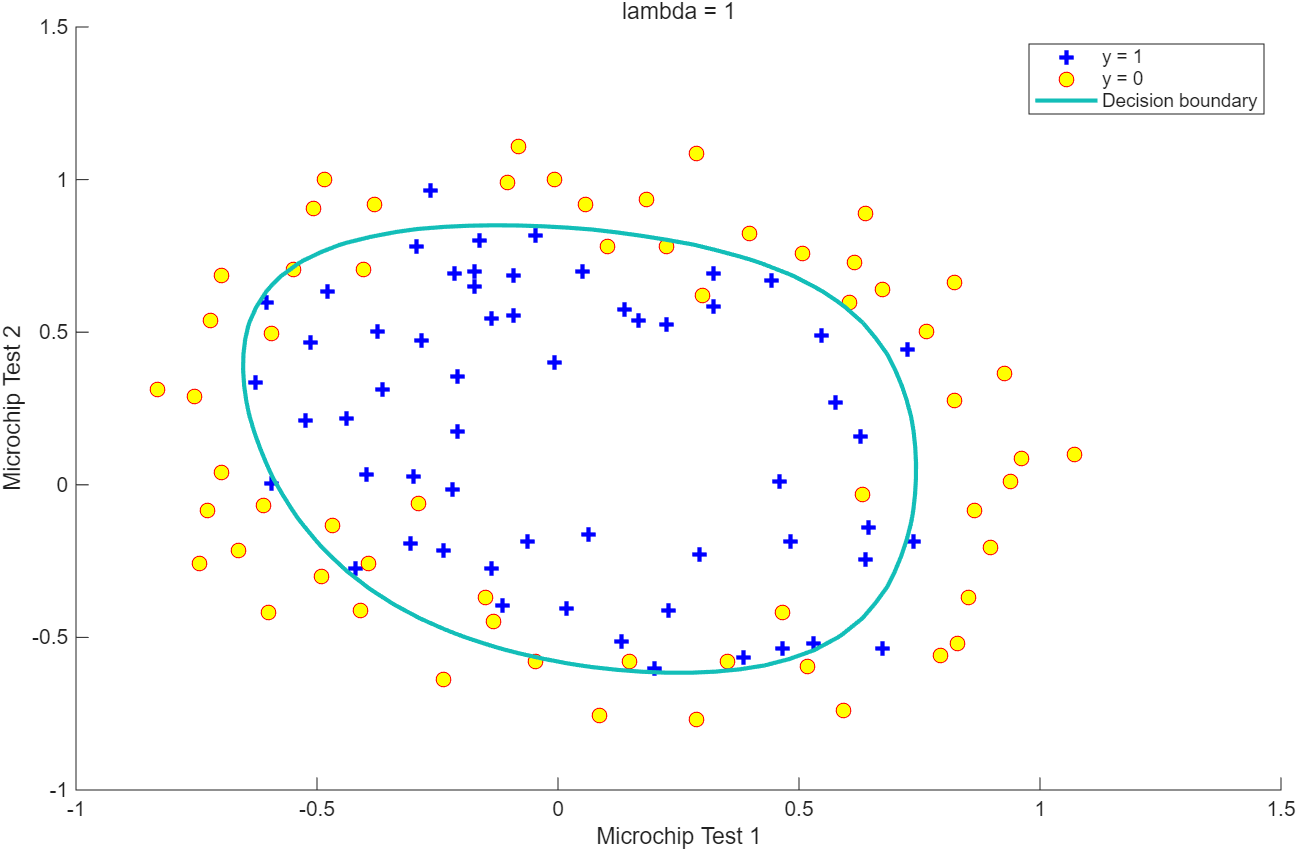 lambda = 1
1.5
y = 1
y = 0
Decision boundary
1
0.5
Microchip Test 2
0
-0.5
-1
-1
-0.5
0
0.5
1
1.5
Microchip Test 1